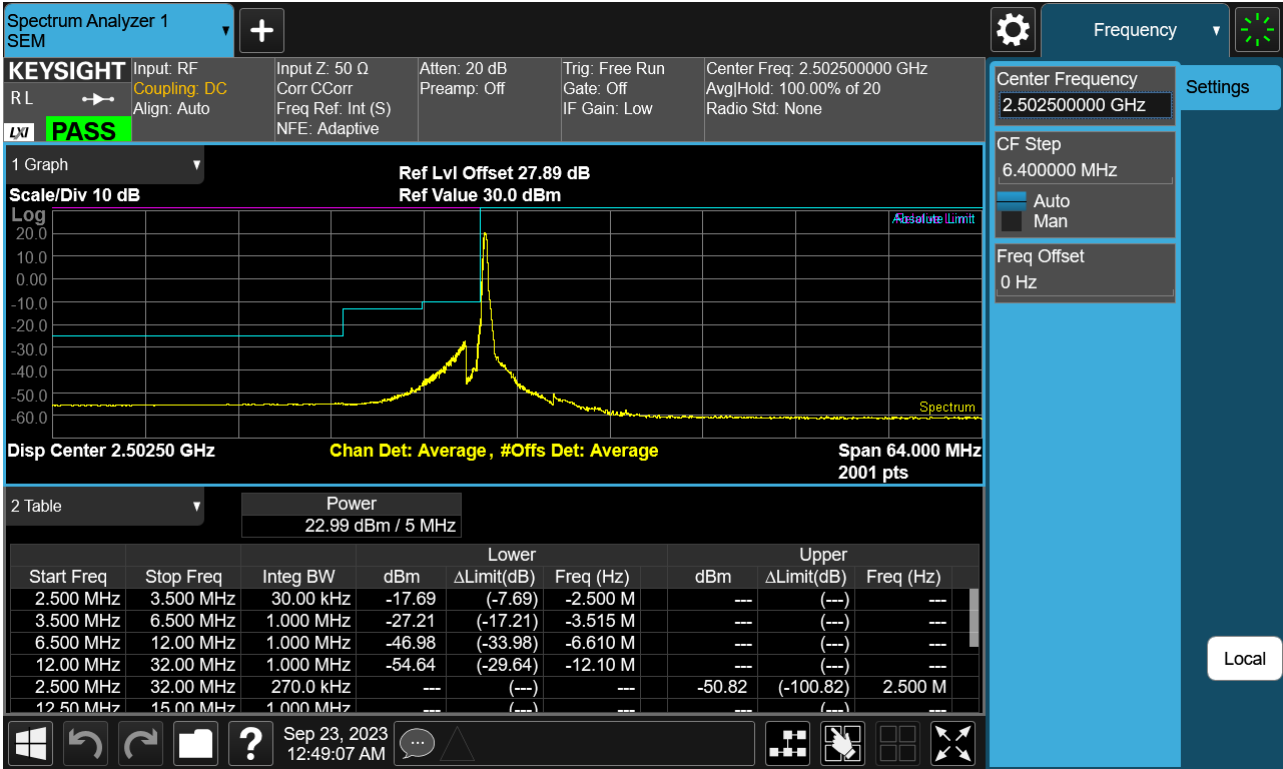 Spectrum Analyzer 1
SEM
Frequency
KEYSIGHT
RL
LXI PASS
Input: RF
Coupling: DC
Align: Auto
Input Z: 50 Ω
Corr CCorr
Freq Ref: Int (S)
NFE: Adaptive
Atten: 20 dB
Preamp: Off
Trig: Free Run
Gate: Off
IF Gain: Low
Center Freq: 2.502500000 GHz
Avg|Hold: 100.00% of 20
Radio Std: None
Center Frequency
2.502500000 GHz
CF Step
6.400000 MHz
Auto
Man
Freq Offset
0 Hz
Settings
Local
1 Graph
Scale/Div 10 dB
Ref Lvl Offset 27.89 dB
Ref Value 30.0 dBm
Log
20.0
10.0
0.00
-10.0
-20.0
-30.0
-40.0
-50.0
-60.0
Absolute Limit
Spectrum
Disp Center 2.50250 GHz
Chan Det: Average , #Offs Det: Average
Span 64.000 MHz
2001 pts
2 Table
Power
22.99 dBm / 5 MHz
Lower Upper
Start Freq Stop Freq Integ BW dBm ΔLimit(dB) Freq (Hz) dBm ΔLimit(dB) Freq (Hz)
2.500 MHz 3.500 MHz 30.00 kHz -17.69 (-7.69) -2.500 M --- (---) ---
3.500 MHz 6.500 MHz 1.000 MHz -27.21 (-17.21) -3.515 M --- (---) ---
6.500 MHz 12.00 MHz 1.000 MHz -46.98 (-33.98) -6.610 M --- (---) ---
12.00 MHz 32.00 MHz 1.000 MHz -54.64 (-29.64) -12.10 M --- (---) ---
2.500 MHz 32.00 MHz 270.0 kHz --- (---) --- -50.82 (-100.82) 2.500 M
12.50 MHz 15.00 MHz 1.000 MHz --- (---) --- --- (---) ---
Sep 23, 2023
12:49:07 AM